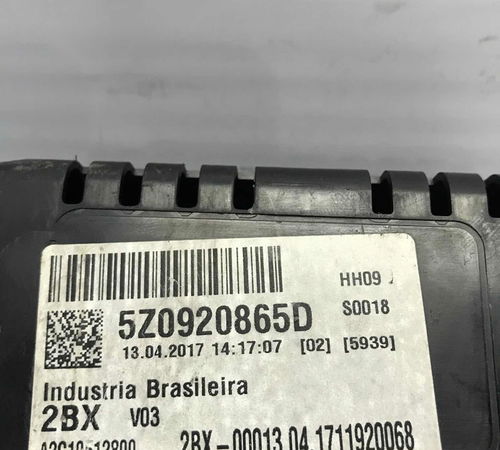 HH09
5Z0920865D S0018
13.04.2017 14:17:07 [02] [5939]
Industria Brasileira
2BX V03
2BX-00013.04.1711920068